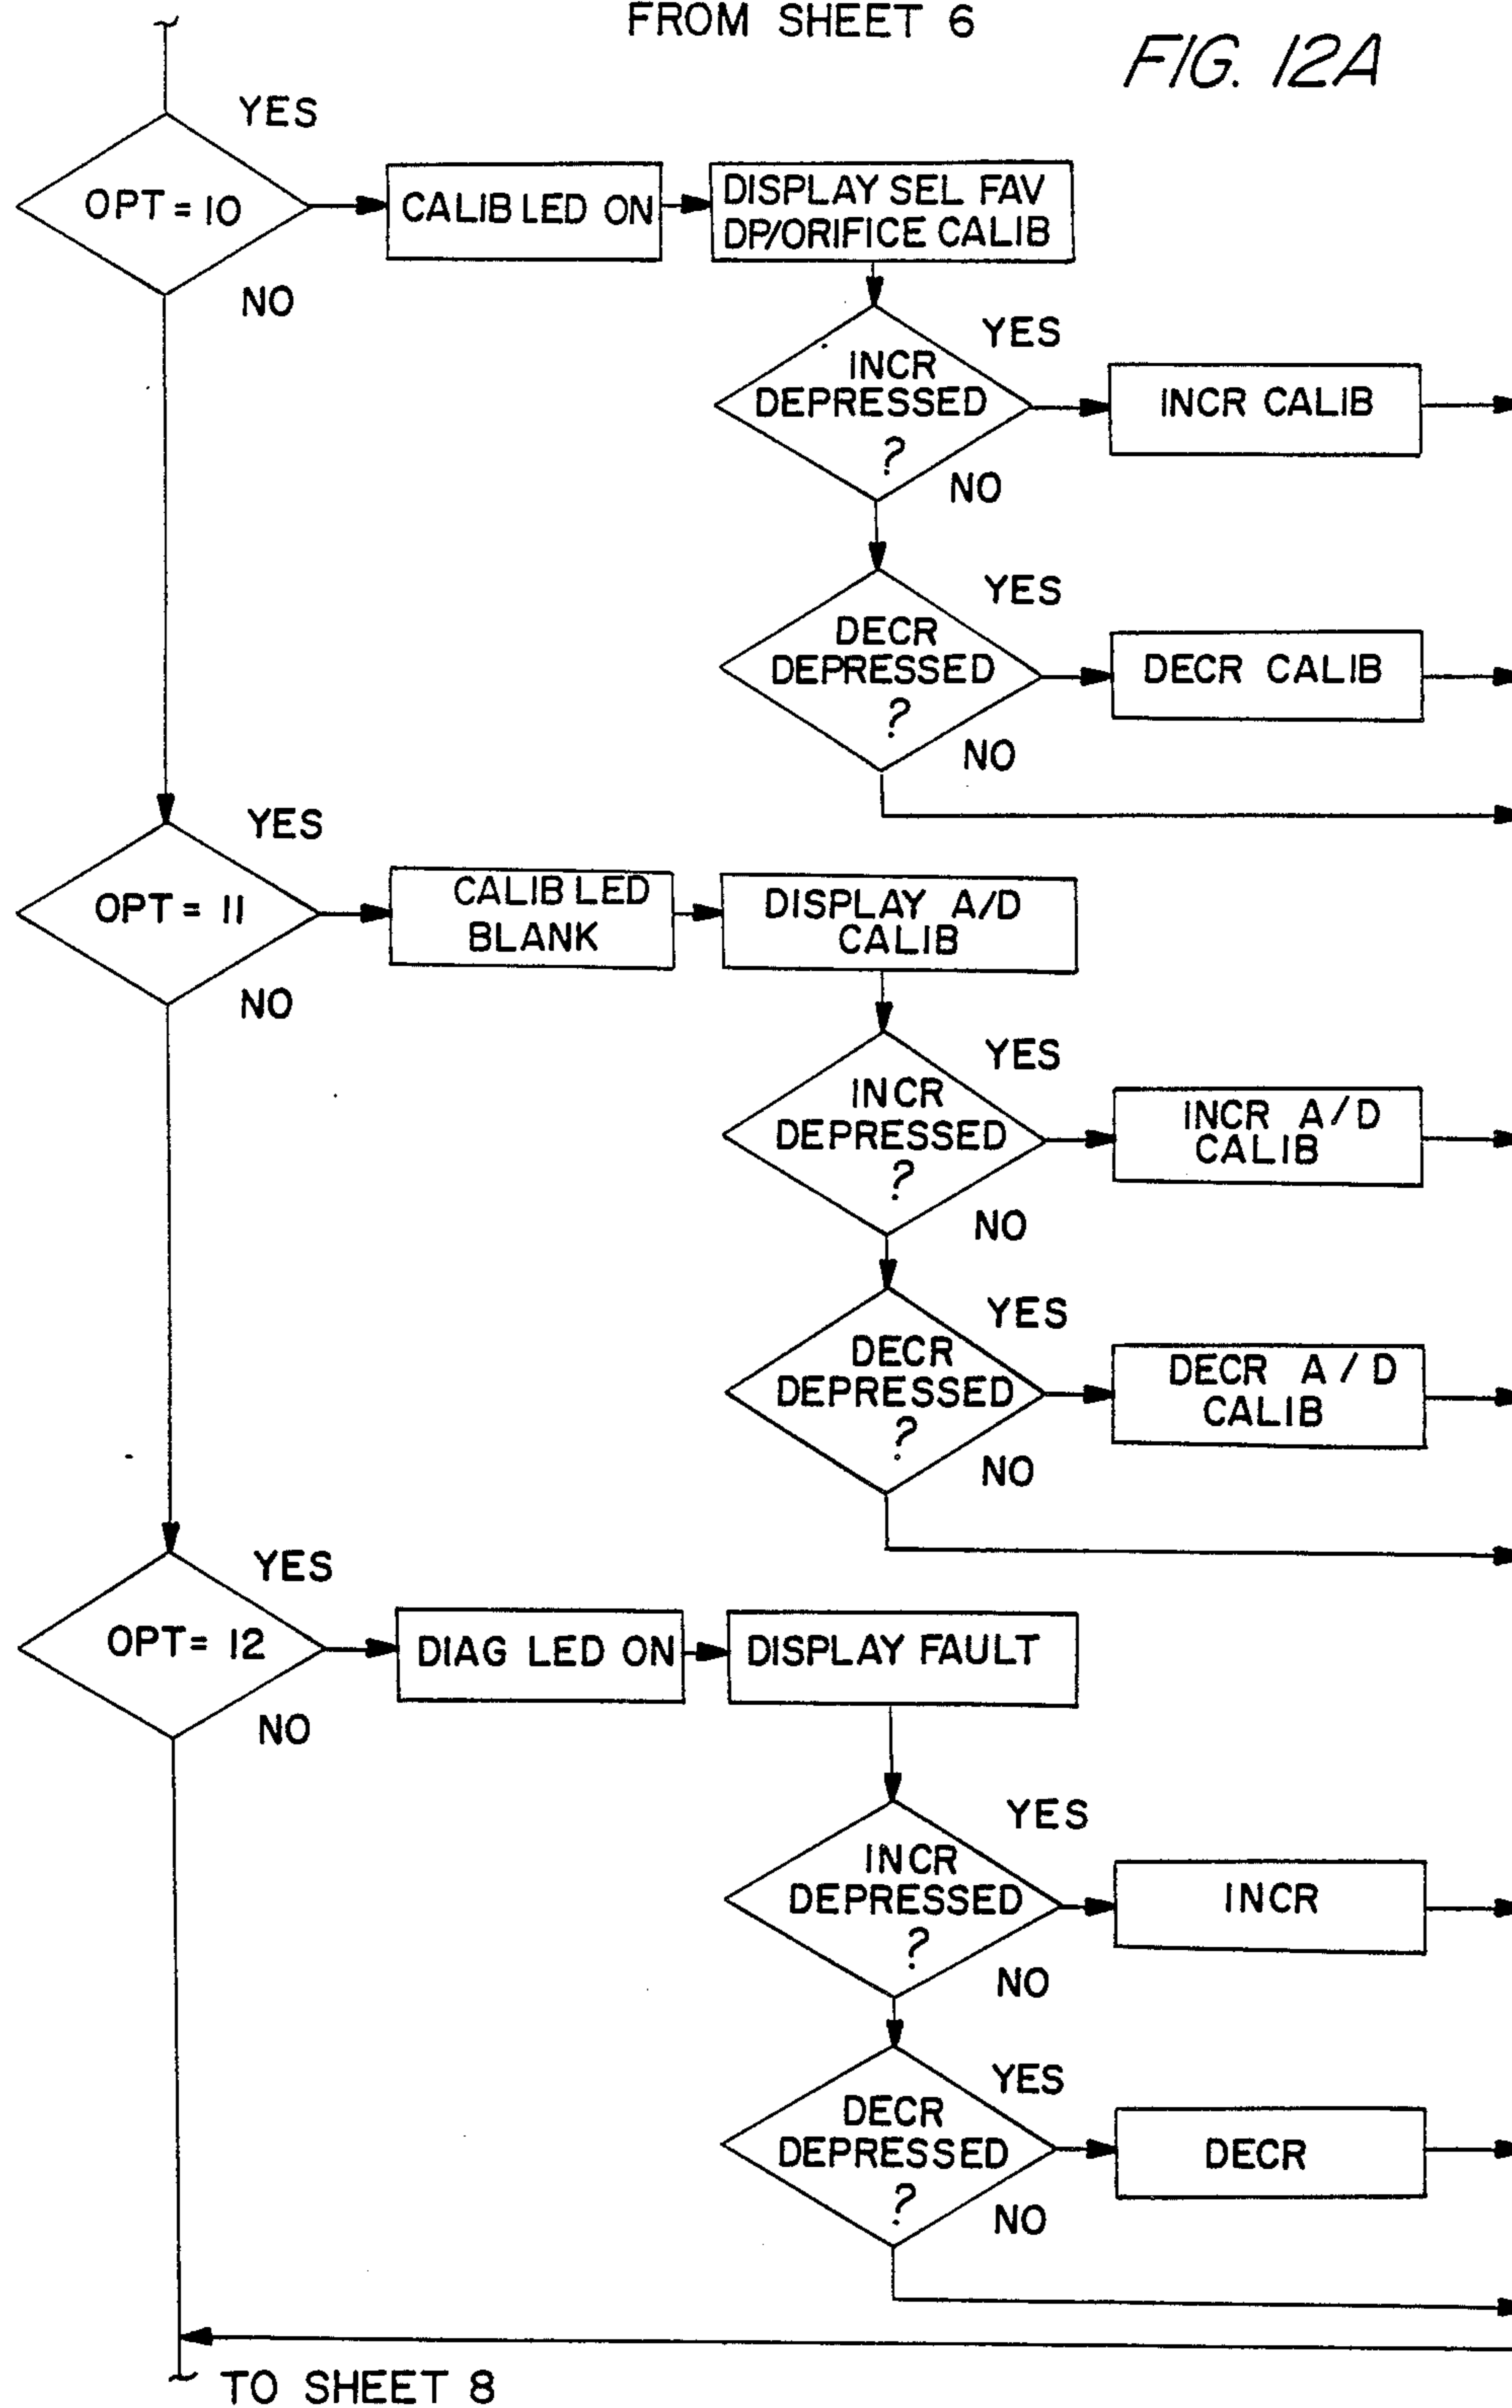 FROM SHEET 6
FIG. 12A
YES
OPT = 10
NO
CALIB LED ON
DISPLAY SEL FAV
DP/ORIFICE CALIB
YES
INCR
DEPRESSED
?
NO
INCR CALIB
YES
DECR
DEPRESSED
?
NO
DECR CALIB
YES
OPT = 11
NO
CALIB LED
BLANK
DISPLAY A/D
CALIB
YES
INCR
DEPRESSED
?
NO
INCR A/D
CALIB
YES
DECR
DEPRESSED
?
NO
DECR A/D
CALIB
YES
OPT= 12
NO
DIAG LED ON
DISPLAY FAULT
YES
INCR
DEPRESSED
?
NO
INCR
YES
DECR
DEPRESSED
?
NO
DECR
TO SHEET 8